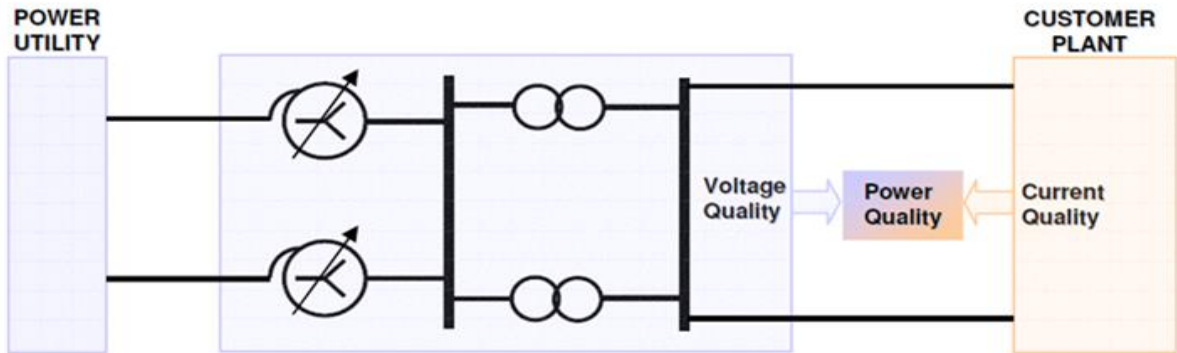 POWER
UTILITY
CUSTOMER
PLANT
Voltage
Quality
Power
Quality
Current
Quality